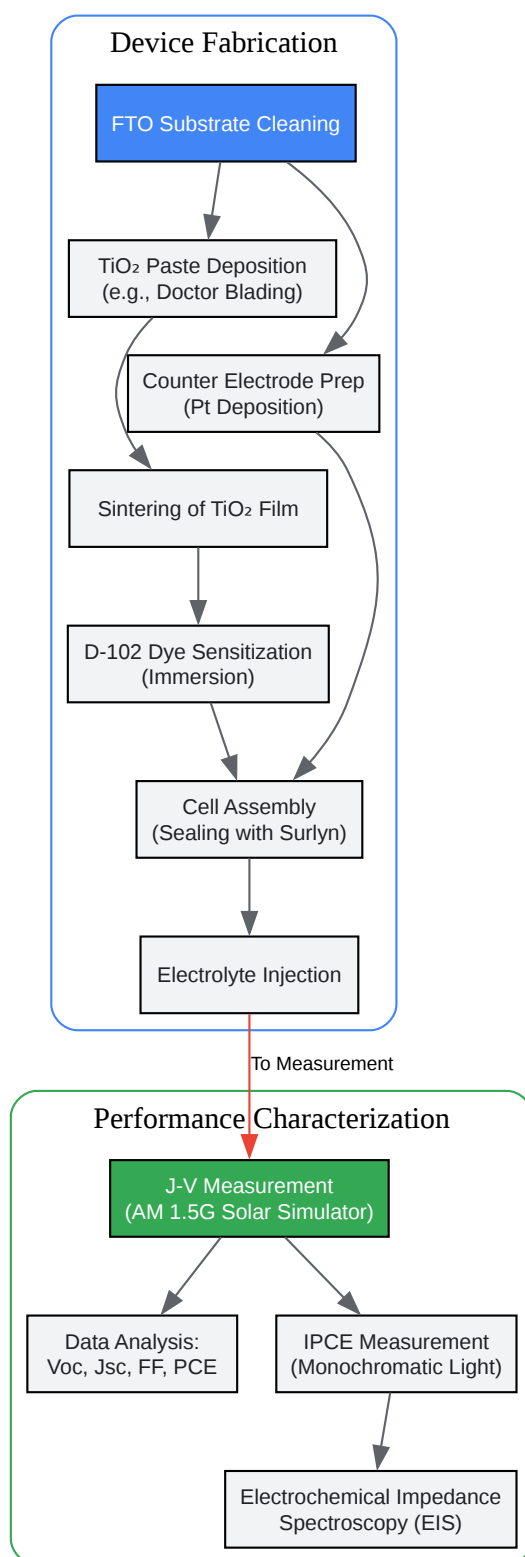 Device Fabrication
FTO Substrate Cleaning
TiO₂ Paste Deposition
(e.g., Doctor Blading)
Counter Electrode Prep
(Pt Deposition)
Sintering of TiO₂ Film
D-102 Dye Sensitization
(Immersion)
Cell Assembly
(Sealing with Surlyn)
Electrolyte Injection
To Measurement
Performance Characterization
J-V Measurement
(AM 1.5G Solar Simulator)
Data Analysis:
Voc, Jsc, FF, PCE
IPCE Measurement
(Monochromatic Light)
Electrochemical Impedance
Spectroscopy (EIS)